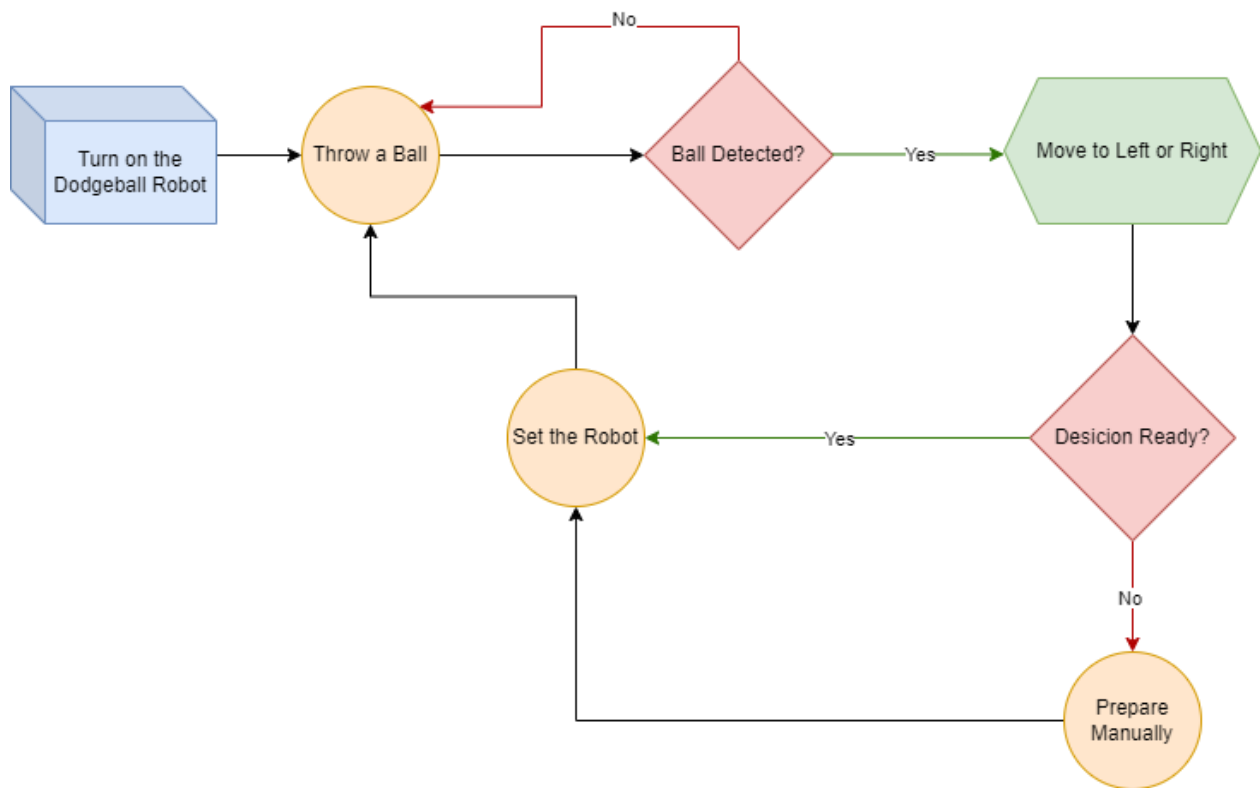 No
Turn on the
Dodgeball Robot
Throw a Ball
Ball Detected?
Yes
Move to Left or Right
Set the Robot
Yes
Desicion Ready?
No
Prepare
Manually